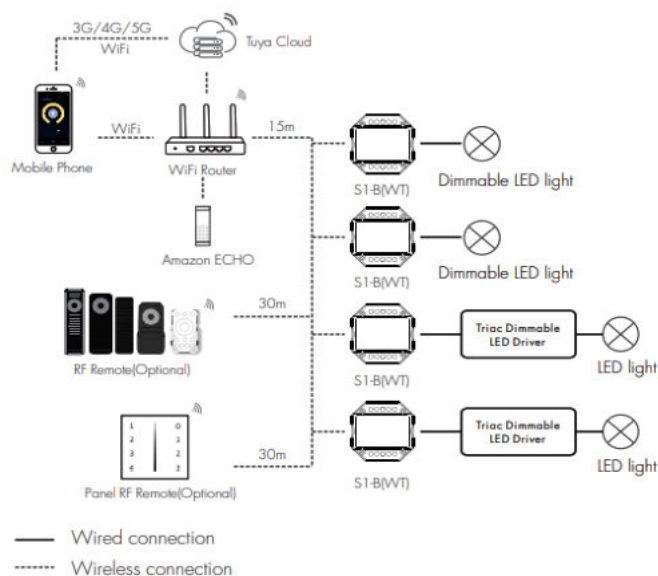 3G/4G/5G
WiFi
Tuya Cloud
WiFi
15m
Mobile Phone
WiFi Router
S1-B(WT)
Dimmable LED light
Amazon ECHO
S1-B(WT)
Dimmable LED light
30m
RF Remote(Optional)
Triac Dimmable
LED Driver
S1-B(WT)
LED light
1 0
2 1
3 2
4 3
30m
Panel RF Remote(Optional)
Triac Dimmable
LED Driver
S1-B(WT)
LED light
Wired connection
Wireless connection